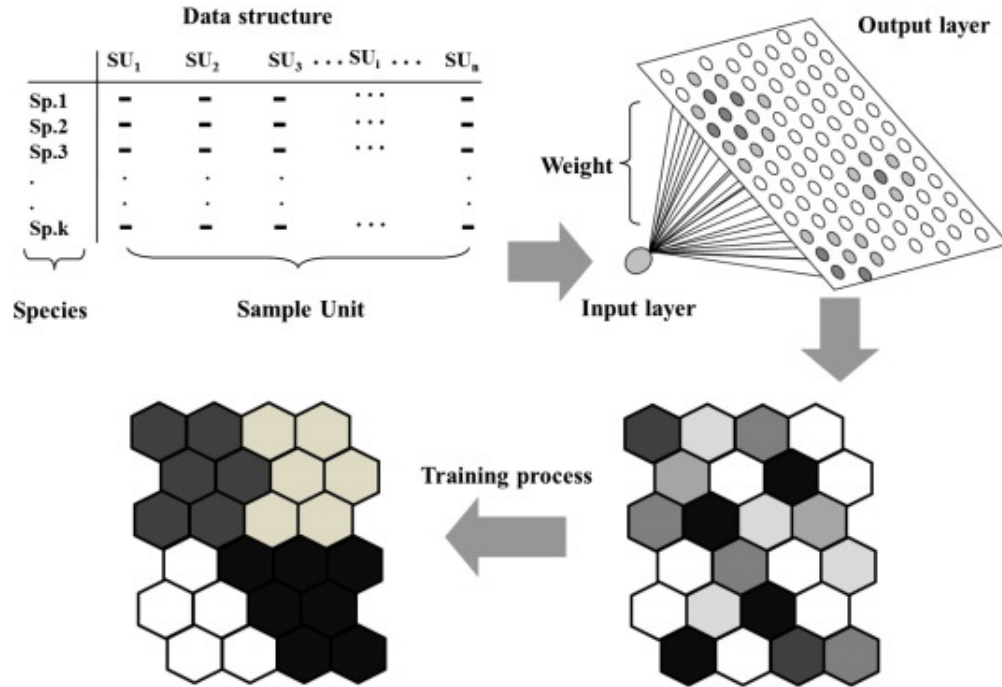 Data structure
SU1 SU2 SU3 ... SUi ... SUn
Sp.1
Sp.2
Sp.3
.
.
Sp.k
Species
Sample Unit
Output layer
Weight
Input layer
Training process